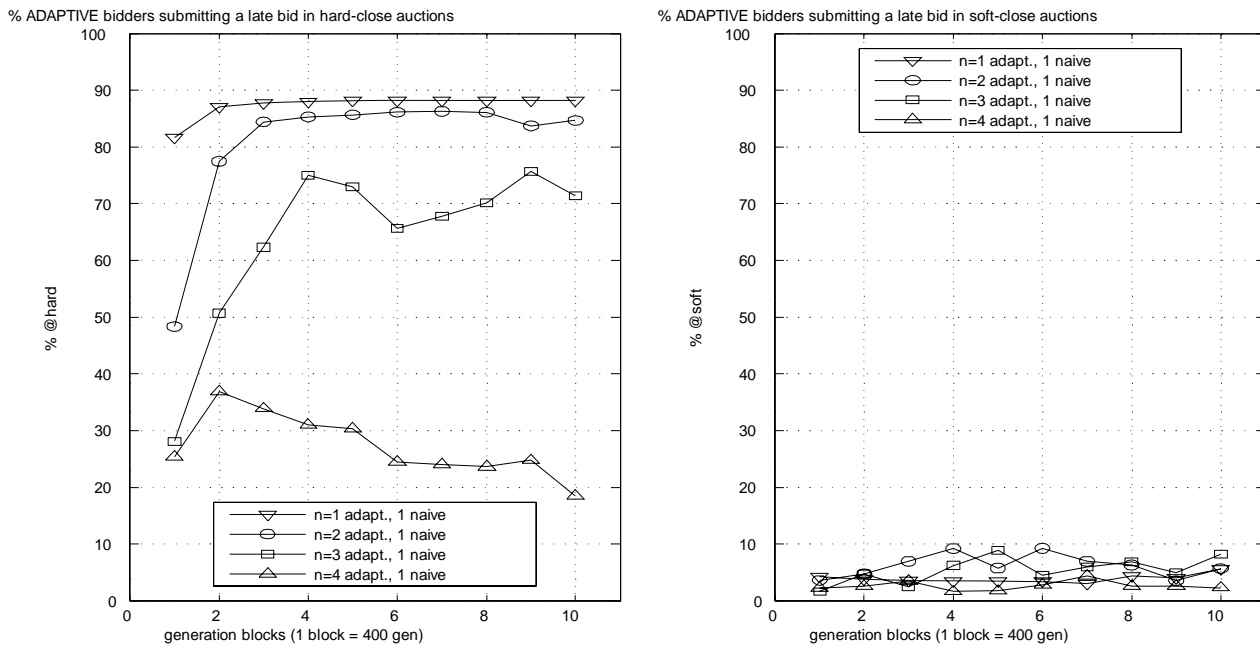 % ADAPTIVE bidders submitting a late bid in hard-close auctions
100
90
80
70
60
50
40
30
20
10
0
% @hard
n=1 adapt., 1 naive
n=2 adapt., 1 naive
n=3 adapt., 1 naive
n=4 adapt., 1 naive
0 2 4 6 8 10
generation blocks (1 block = 400 gen)
% ADAPTIVE bidders submitting a late bid in soft-close auctions
100
90
80
70
60
50
40
30
20
10
0
% @soft
n=1 adapt., 1 naive
n=2 adapt., 1 naive
n=3 adapt., 1 naive
n=4 adapt., 1 naive
0 2 4 6 8 10
generation blocks (1 block = 400 gen)